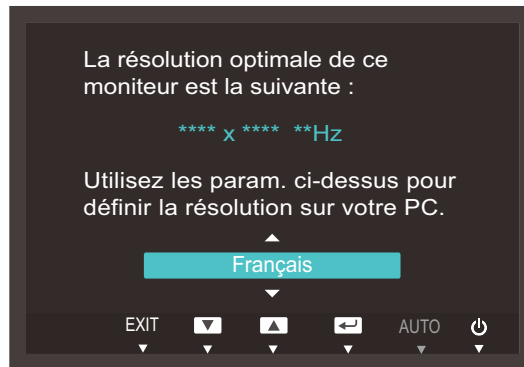 La résolution optimale de ce
moniteur est la suivante :
**** x **** **Hz
Utilisez les param. ci-dessus pour
définir la résolution sur votre PC.
Français
EXIT AUTO